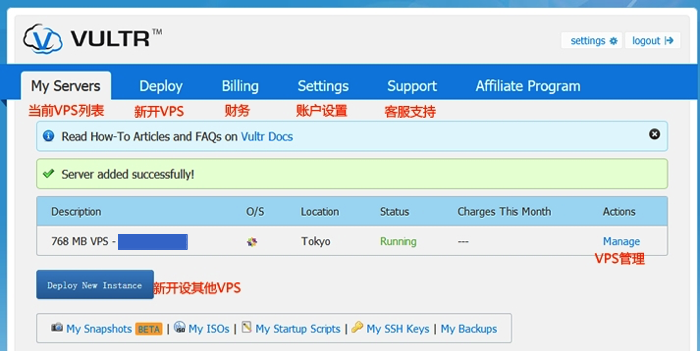 VULTR™
settings logout
My Servers Deploy Billing Settings Support Affiliate Program
当前VPS列表 新开VPS 财务 账户设置 客服支持
Read How-To Articles and FAQs on Vultr Docs
Server added successfully!
Description O/S Location Status Charges This Month Actions
768 MB VPS - Tokyo Running --- Manage
VPS管理
Deploy New Instance 新开设其他VPS
My Snapshots BETA | My ISOs | My Startup Scripts | My SSH Keys | My Backups